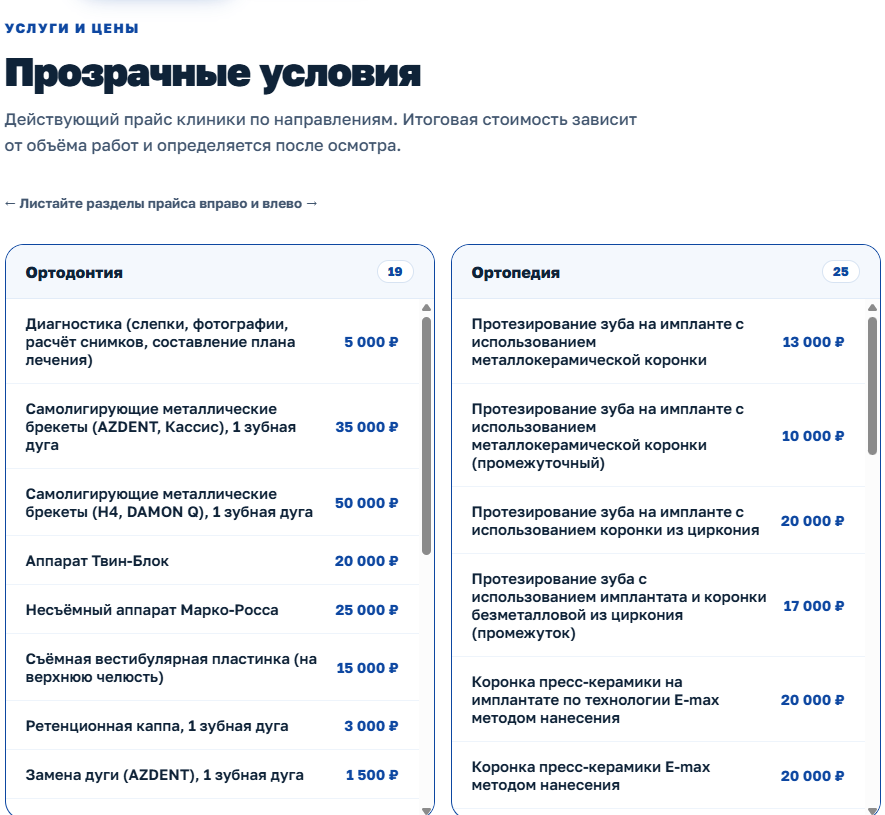 УСЛУГИ И ЦЕНЫ
Прозрачные условия
Действующий прайс клиники по направлениям. Итоговая стоимость зависит
от объёма работ и определяется после осмотра.
← Листайте разделы прайса вправо и влево →
Ортодонтия 19
Диагностика (слепки, фотографии,
расчёт снимков, составление плана
лечения)
5 000 ₽
Самолигирующие металлические
брекеты (AZDENT, Кассис), 1 зубная
дуга
35 000 ₽
Самолигирующие металлические
брекеты (H4, DAMON Q), 1 зубная дуга
50 000 ₽
Аппарат Твин-Блок 20 000 ₽
Несъёмный аппарат Марко-Росса 25 000 ₽
Съёмная вестибулярная пластинка (на
верхнюю челюсть)
15 000 ₽
Ретенционная каппа, 1 зубная дуга 3 000 ₽
Замена дуги (AZDENT), 1 зубная дуга 1 500 ₽
Ортопедия 25
Протезирование зуба на импланте с
использованием
металлокерамической коронки
13 000 ₽
Протезирование зуба на импланте с
использованием
металлокерамической коронки
(промежуточный)
10 000 ₽
Протезирование зуба на импланте с
использованием коронки из циркония
20 000 ₽
Протезирование зуба с
использованием имплантата и коронки
безметалловой из циркония
(промежуток)
17 000 ₽
Коронка пресс-керамики на
имплантате по технологии E-max
методом нанесения
20 000 ₽
Коронка пресс-керамики E-max
методом нанесения
20 000 ₽